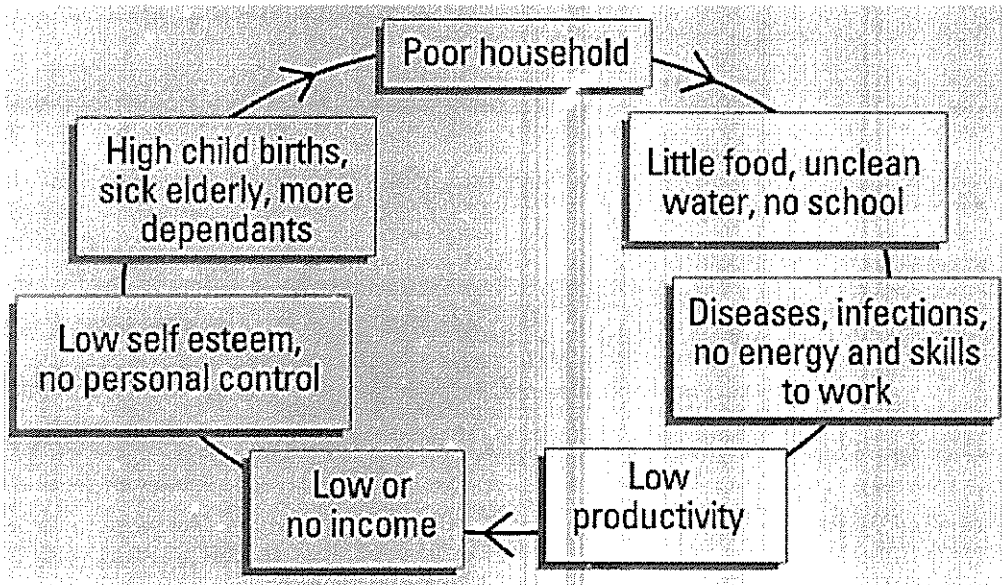 Poor household
Little food, unclean
water, no school
Diseases, infections,
no energy and skills
to work
Low
productivity
Low or
no income
Low self esteem,
no personal control
High child births,
sick elderly, more
dependants